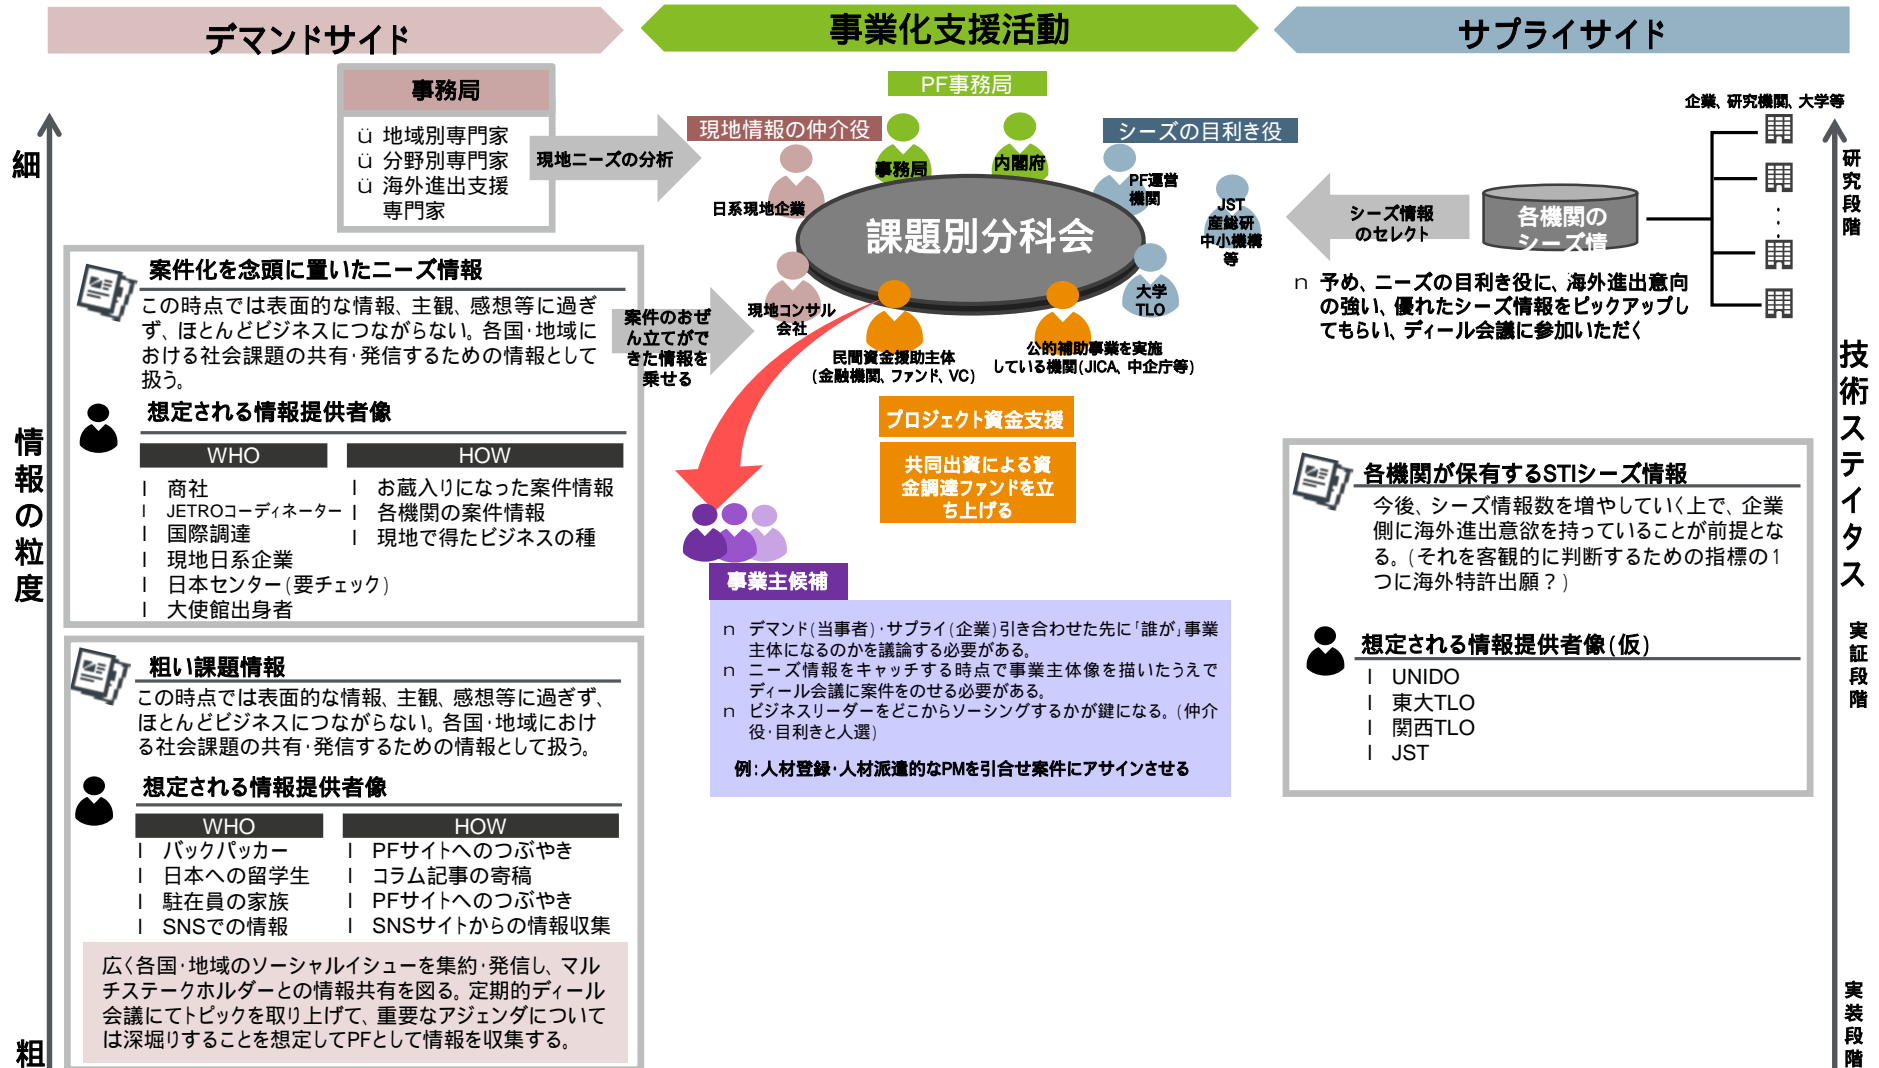 デマンドサイド
事業化支援活動
サプライサイド
細
情報の粒度
粗
事務局
ü 地域別専門家
ü 分野別専門家
ü 海外進出支援
専門家
現地ニーズの分析
案件化を念頭に置いたニーズ情報
この時点では表面的な情報、主観、感想等に過ぎ
ず、ほとんどビジネスにつながらない。各国・地域に
おける社会課題の共有・発信するための情報として
扱う。
想定される情報提供者像
WHO
l 商社
l JETROコーディネーター
l 国際調達
l 現地日系企業
l 日本センター(要チェック)
l 大使館出身者
HOW
l お蔵入りになった案件情報
l 各機関の案件情報
l 現地で得たビジネスの種
案件のおぜ
ん立てがで
きた情報を
乗せる
粗い課題情報
この時点では表面的な情報、主観、感想等に過ぎず、
ほとんどビジネスにつながらない。各国・地域におけ
る社会課題の共有・発信するための情報として扱う。
想定される情報提供者像
WHO
l バックパッカー
l 日本への留学生
l 駐在員の家族
l SNSでの情報
HOW
l PFサイトへのつぶやき
l コラム記事の寄稿
l PFサイトへのつぶやき
l SNSサイトからの情報収集
広く各国・地域のソーシャルイシューを集約・発信し、マル
チステークホルダーとの情報共有を図る。定期的ディール
会議にてトピックを取り上げて、重要なアジェンダについて
は深堀りすることを想定してPFとして情報を収集する。
PF事務局
現地情報の仲介役
シーズの目利き役
事務局
内閣府
日系現地企業
PF運営
機関
JST
産総研
中小機構
等
課題別分科会
現地コンサル
会社
大学
TLO
民間資金援助主体
(金融機関、ファンド、VC)
公的補助事業を実施
している機関(JICA、中企庁等)
プロジェクト資金支援
共同出資による資
金調達ファンドを立
ち上げる
事業主候補
n デマンド(当事者)・サプライ(企業)引き合わせた先に「誰が」事業
主体になるのかを議論する必要がある。
n ニーズ情報をキャッチする時点で事業主体像を描いたうえで
ディール会議に案件をのせる必要がある。
n ビジネスリーダーをどこからソーシングするかが鍵になる。(仲介
役・目利きと人選)
例:人材登録・人材派遣的なPMを引合せ案件にアサインさせる
シーズ情報
のセレクト
各機関の
シーズ情
企業、研究機関、大学等
n 予め、ニーズの目利き役に、海外進出意向
の強い、優れたシーズ情報をピックアップし
てもらい、ディール会議に参加いただく
各機関が保有するSTIシーズ情報
今後、シーズ情報数を増やしていく上で、企業
側に海外進出意欲を持っていることが前提とな
る。(それを客観的に判断するための指標の1
つに海外特許出願?)
想定される情報提供者像(仮)
l UNIDO
l 東大TLO
l 関西TLO
l JST
研究段階
技術ステイタス
実証段階
実装段階